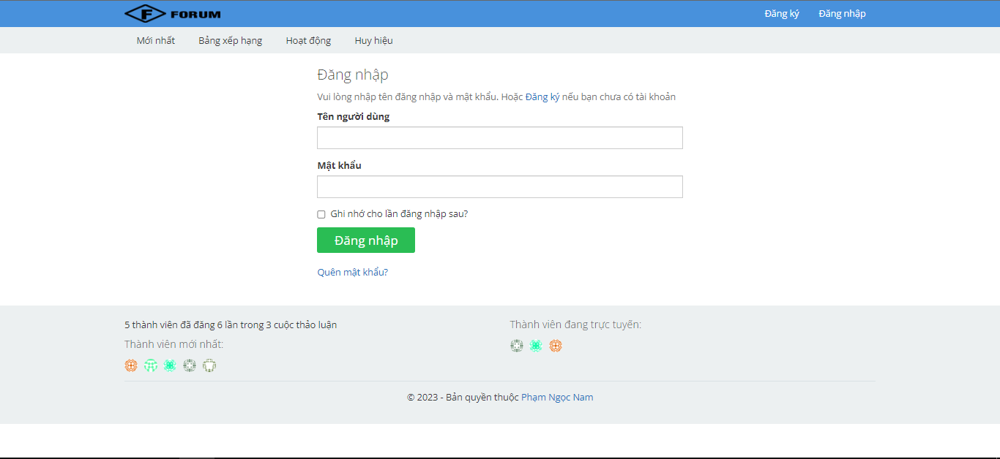 F FORUM
Đăng ký
Đăng nhập
Mới nhất
Bảng xếp hạng
Hoạt động
Huy hiệu
Đăng nhập
Vui lòng nhập tên đăng nhập và mật khẩu. Hoặc Đăng ký nếu bạn chưa có tài khoản
Tên người dùng
Mật khẩu
Ghi nhớ cho lần đăng nhập sau?
Đăng nhập
Quên mật khẩu?
5 thành viên đã đăng 6 lần trong 3 cuộc thảo luận
Thành viên mới nhất:
Thành viên đang trực tuyến:
© 2023 - Bản quyền thuộc Phạm Ngọc Nam